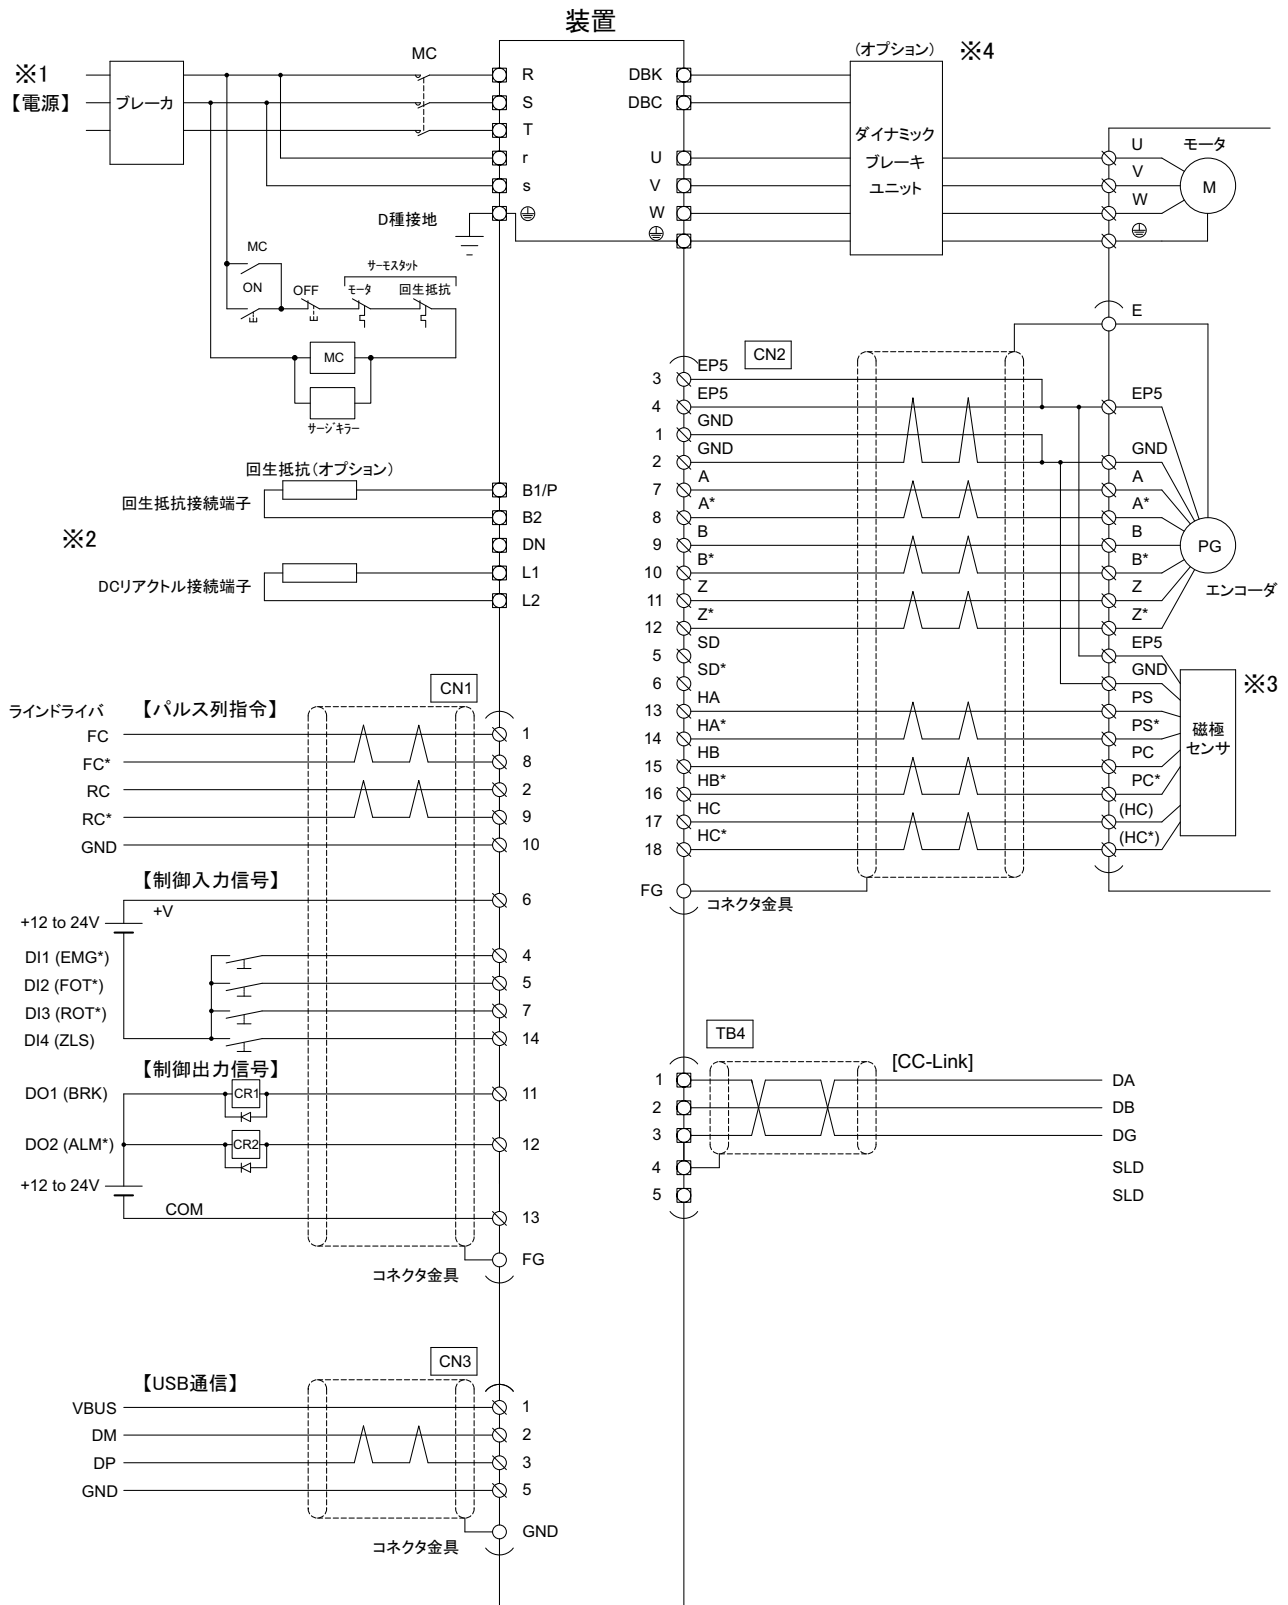 装置
※1
【電源】
ブレーカ
MC
R
S
T
r
s
D種接地
MC
ON
OFF
サーモスタット
モータ
回生抵抗
MC
サージキラー
回生抵抗(オプション)
回生抵抗接続端子
※2
DCリアクトル接続端子
B1/P
B2
DN
L1
L2
DBK
DBC
U
V
W
(オプション)
※4
ダイナミック
ブレーキ
ユニット
U
V
W
モータ
M
E
CN2
3 EP5
4 EP5
1 GND
2 GND
7 A
8 A*
9 B
10 B*
11 Z
12 Z*
5 SD
6 SD*
13 HA
14 HA*
15 HB
16 HB*
17 HC
18 HC*
FG
コネクタ金具
EP5
GND
A
A*
B
B*
Z
Z*
PG
エンコーダ
EP5
GND
PS
PS*
PC
PC*
(HC)
(HC*)
磁極
センサ
※3
CN1
ラインドライバ
【パルス列指令】
FC 1
FC* 8
RC 2
RC* 9
GND 10
【制御入力信号】
+V 6
+12 to 24V
DI1 (EMG*) 4
DI2 (FOT*) 5
DI3 (ROT*) 7
DI4 (ZLS) 14
【制御出力信号】
DO1 (BRK) CR1 11
DO2 (ALM*) CR2 12
+12 to 24V
COM 13
FG
コネクタ金具
TB4
[CC-Link]
1 DA
2 DB
3 DG
4 SLD
5 SLD
CN3
【USB通信】
VBUS 1
DM 2
DP 3
GND 5
GND
コネクタ金具